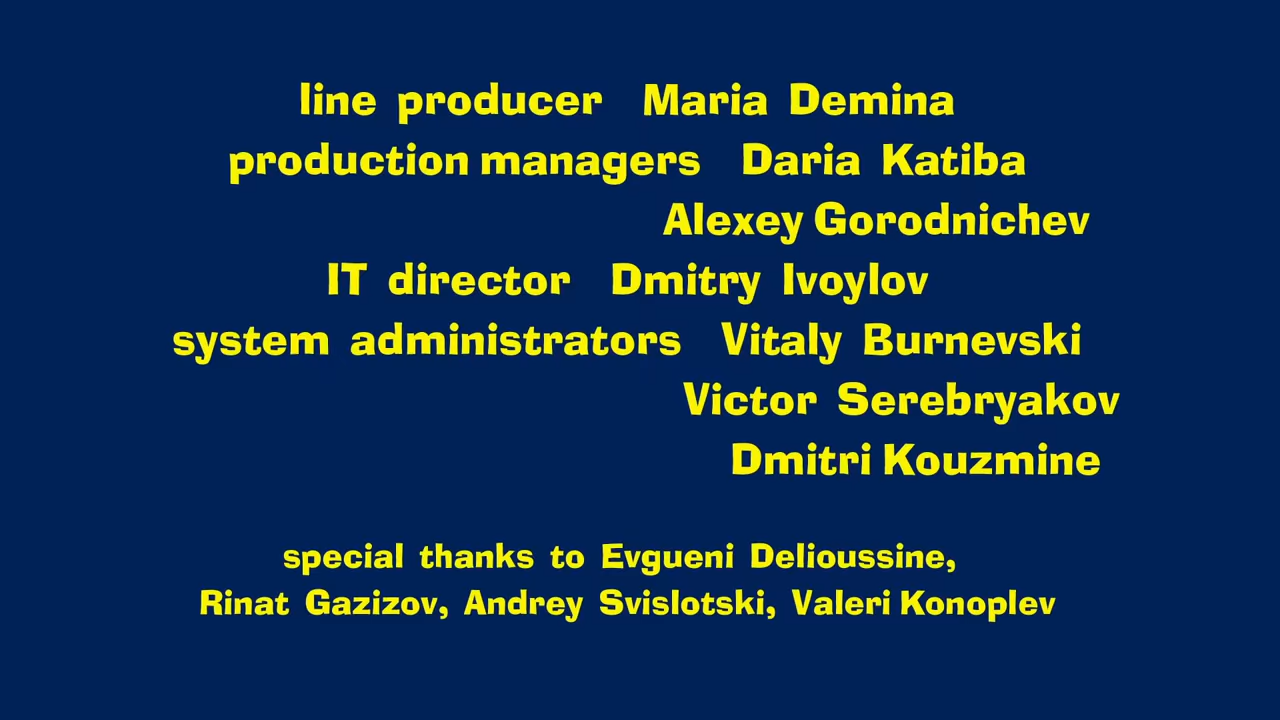 line producer Maria Demina
production managers Daria Katiba
Alexey Gorodnichev
IT director Dmitry Ivoylov
system administrators Vitaly Burnevski
Victor Serebryakov
Dmitri Kouzmine
special thanks to Evgueni Delioussine,
Rinat Gazizov, Andrey Svislotski, Valeri Konoplev